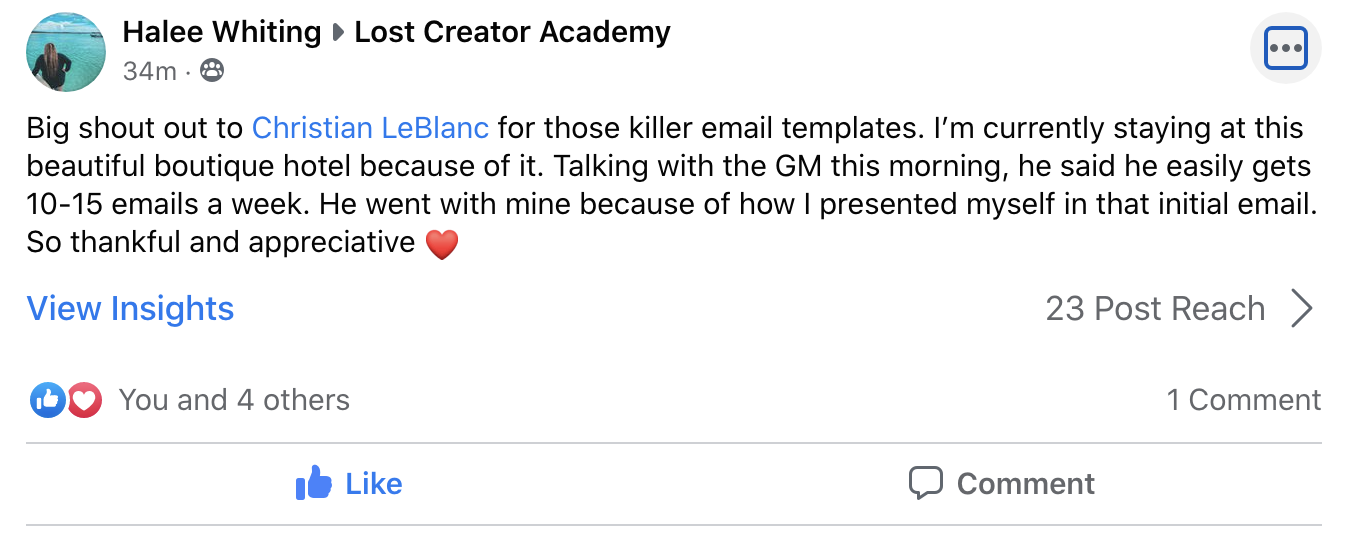 Halee Whiting Lost Creator Academy
34m ·
Big shout out to Christian LeBlanc for those killer email templates. I’m currently staying at this
beautiful boutique hotel because of it. Talking with the GM this morning, he said he easily gets
10-15 emails a week. He went with mine because of how I presented myself in that initial email.
So thankful and appreciative ❤️
View Insights 23 Post Reach
You and 4 others 1 Comment
Like Comment